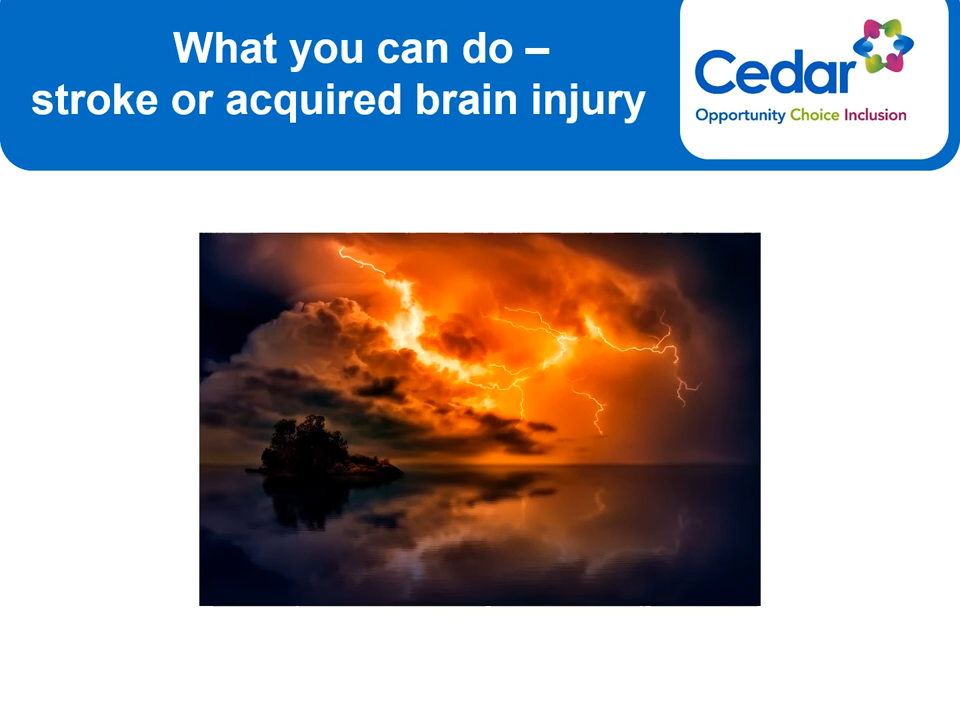 What you can do –
stroke or acquired brain injury
Cedar
Opportunity Choice Inclusion